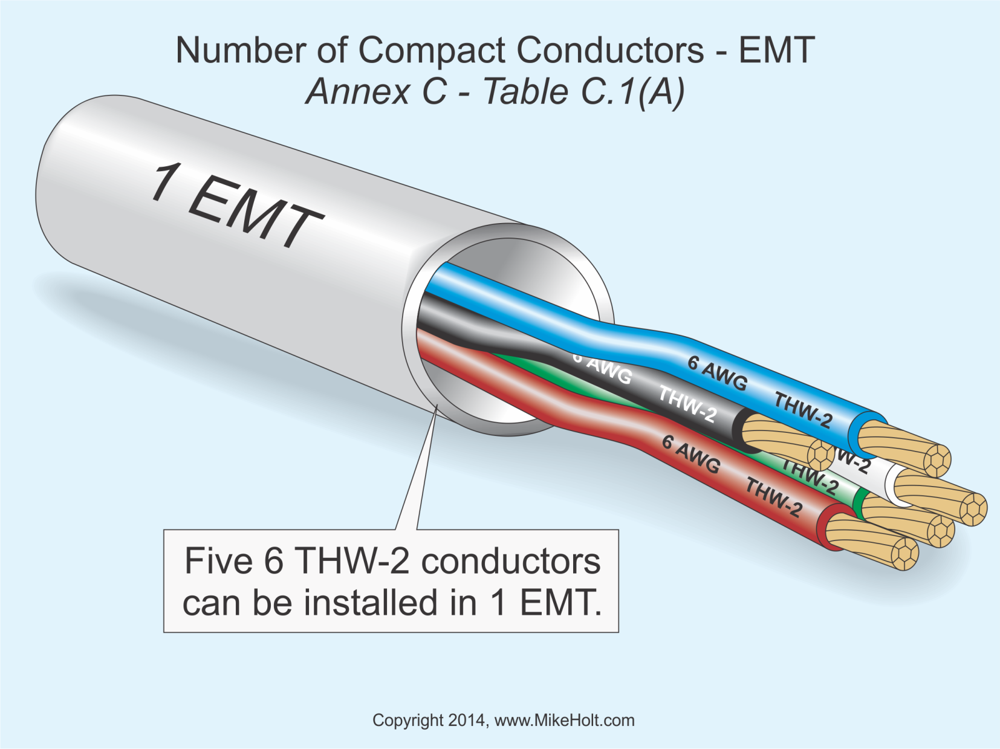 Number of Compact Conductors - EMT
Annex C - Table C.1(A)
1 EMT
6 AWG THW-2
6 AWG THW-2
W-2
THW-2
6 AWG THW-2
Five 6 THW-2 conductors
can be installed in 1 EMT.
Copyright 2014, www.MikeHolt.com